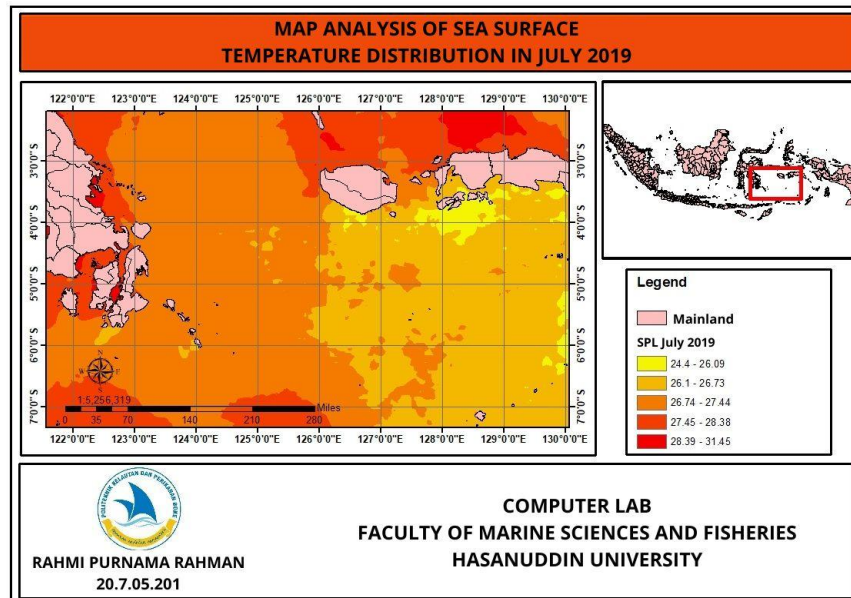 MAP ANALYSIS OF SEA SURFACE
TEMPERATURE DISTRIBUTION IN JULY 2019
122°0'0"E 123°0'0"E 124°0'0"E 125°0'0"E 126°0'0"E 127°0'0"E 128°0'0"E 129°0'0"E 130°0'0"E
3°0'0"S
4°0'0"S
5°0'0"S
6°0'0"S
7°0'0"S
3°0'0"S
4°0'0"S
5°0'0"S
6°0'0"S
7°0'0"S
N
W E
S
1:5,256,319
Miles
0 35 70 140 210 280
122°0'0"E 123°0'0"E 124°0'0"E 125°0'0"E 126°0'0"E 127°0'0"E 128°0'0"E 129°0'0"E 130°0'0"E
Legend
Mainland
SPL July 2019
24.4 - 26.09
26.1 - 26.73
26.74 - 27.44
27.45 - 28.38
28.39 - 31.45
POLITEKNIK KELAUTAN DAN PERIKANAN BONE
RAHMI PURNAMA RAHMAN
20.7.05.201
COMPUTER LAB
FACULTY OF MARINE SCIENCES AND FISHERIES
HASANUDDIN UNIVERSITY